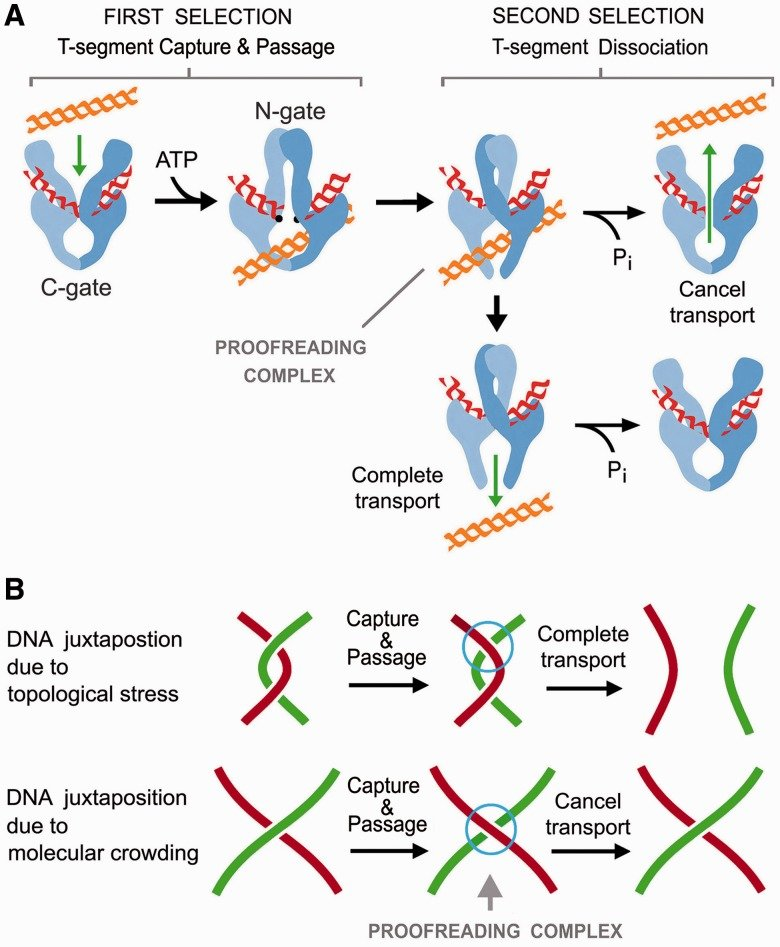 A
FIRST SELECTION
T-segment Capture & Passage
SECOND SELECTION
T-segment Dissociation
N-gate
ATP
C-gate
Pi
Cancel
transport
PROOFREADING
COMPLEX
Complete
transport
Pi
B
DNA juxtapostion
due to
topological stress
Capture
&
Passage
Complete
transport
DNA juxtaposition
due to
molecular crowding
Capture
&
Passage
Cancel
transport
PROOFREADING COMPLEX